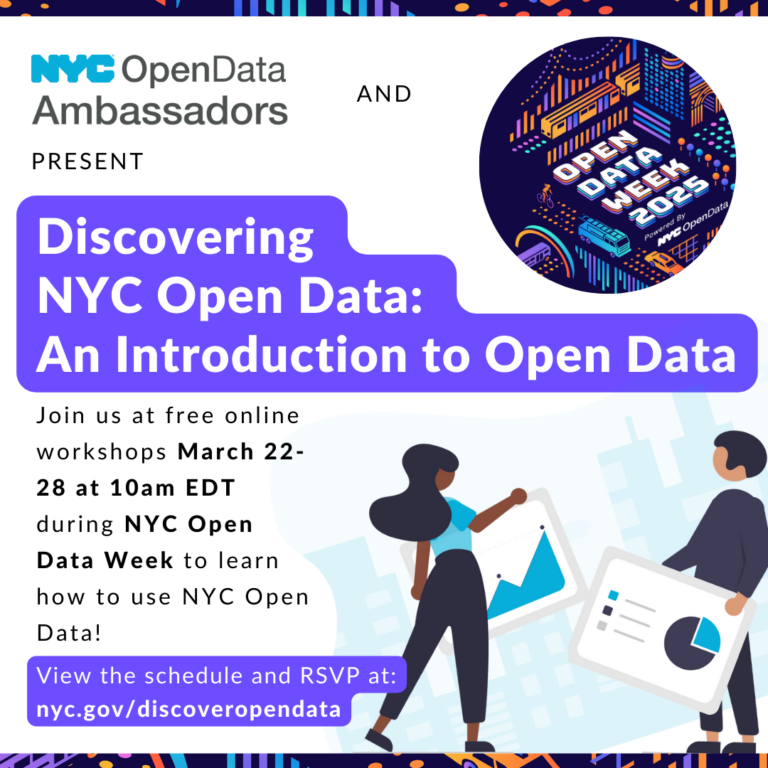 NYC OpenData
Ambassadors
AND
PRESENT
OPEN
DATA
WEEK
2025
Powered By
NYC OpenData
Discovering
NYC Open Data:
An Introduction to Open Data
Join us at free online
workshops March 22-
28 at 10am EDT
during NYC Open
Data Week to learn
how to use NYC Open
Data!
View the schedule and RSVP at:
nyc.gov/discoveropendata